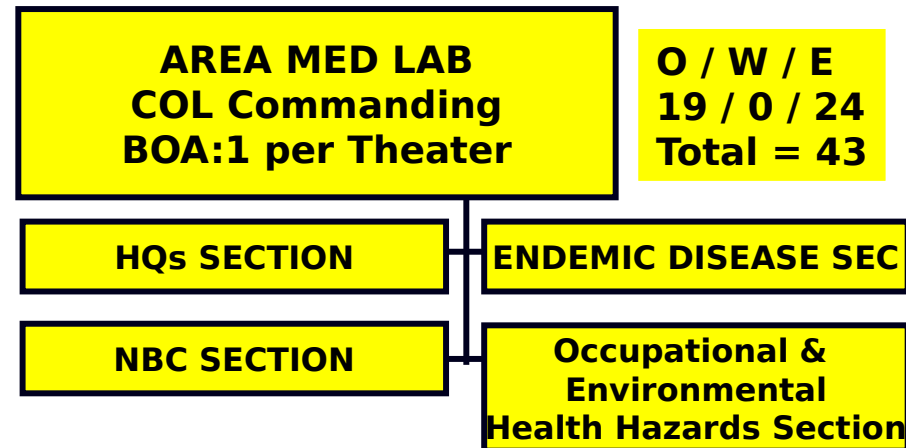 AREA MED LAB
COL Commanding
BOA:1 per Theater
O / W / E
19 / 0 / 24
Total = 43
HQs SECTION
ENDEMIC DISEASE SEC
NBC SECTION
Occupational &
Environmental
Health Hazards Section